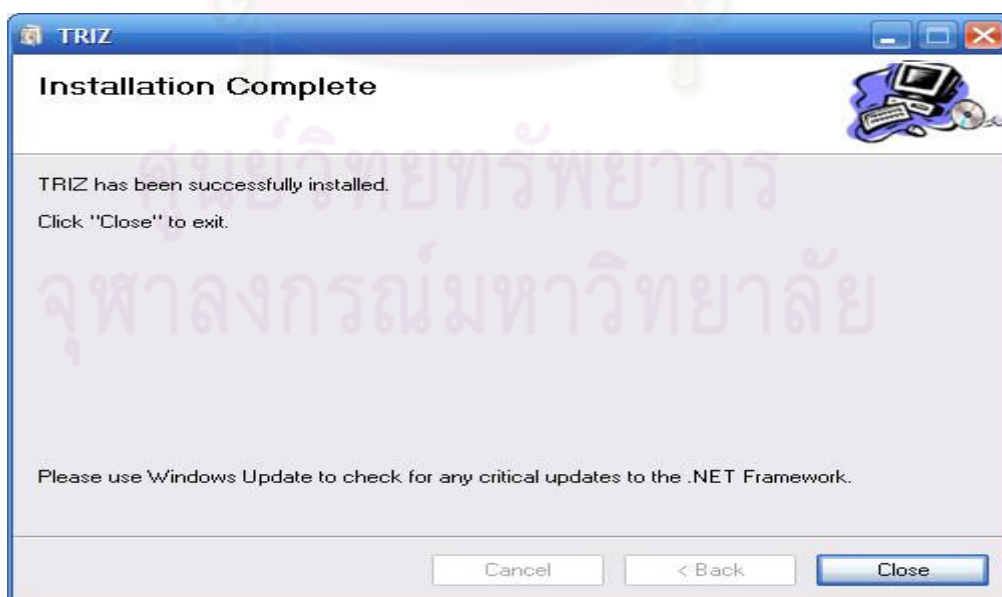 TRIZ
Installation Complete
TRIZ has been successfully installed.
Click "Close" to exit.
ศูนย์วิทยทรัพยากร
จุฬาลงกรณ์มหาวิทยาลัย
Please use Windows Update to check for any critical updates to the .NET Framework.
Cancel
< Back
Close